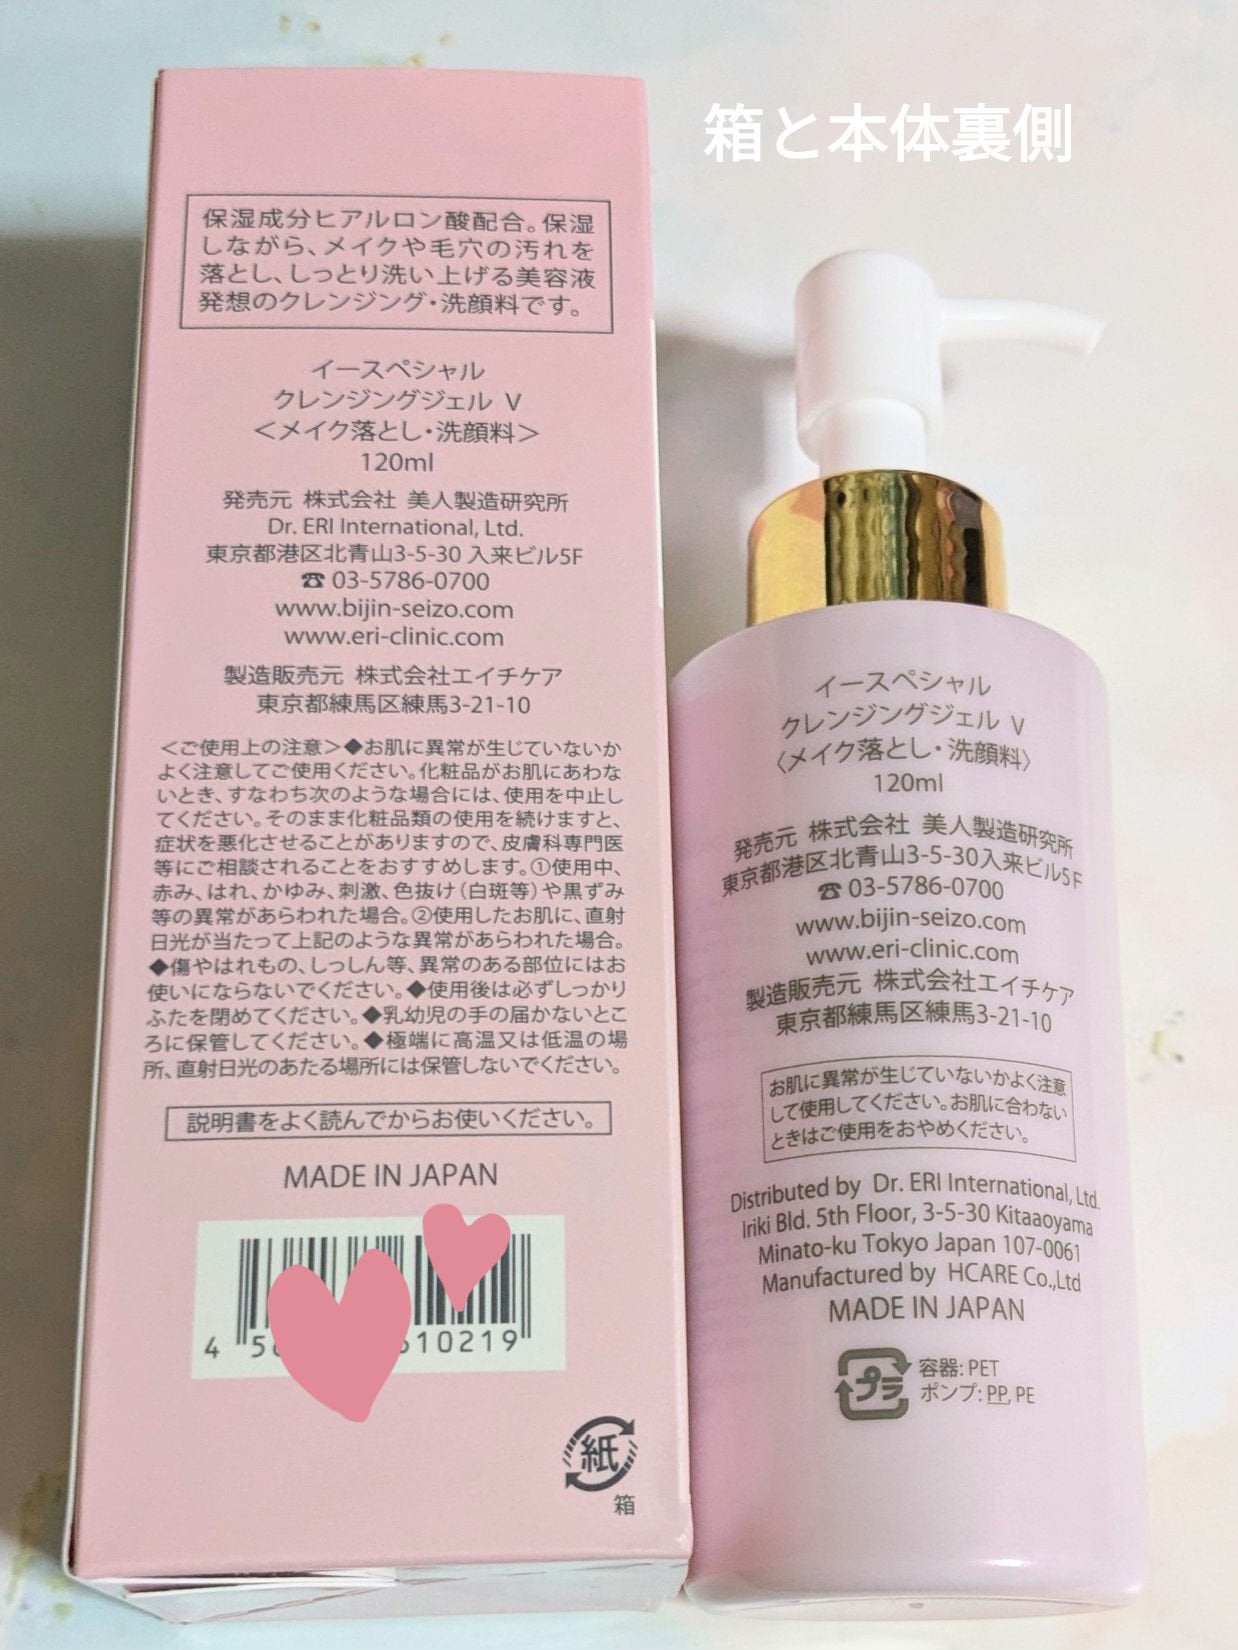 箱と本体裏側
保湿成分ヒアルロン酸配合。保湿
しながら、メイクや毛穴の汚れを
落とし、しっとり洗い上げる美容液
発想のクレンジング・洗顔料です。
イースペシャル
クレンジングジェル V
＜メイク落とし・洗顔料＞
120ml
発売元 株式会社 美人製造研究所
Dr. ERI International, Ltd.
東京都港区北青山3-5-30 入来ビル5F
☎ 03-5786-0700
www.bijin-seizo.com
www.eri-clinic.com
製造販売元 株式会社エイチケア
東京都練馬区練馬3-21-10
＜ご使用上の注意＞◆お肌に異常が生じていないか
よく注意してご使用ください。化粧品がお肌にあわな
いとき、すなわち次のような場合には、使用を中止し
てください。そのまま化粧品類の使用を続けますと、
症状を悪化させることがありますので、皮膚科専門医
等にご相談されることをおすすめします。①使用中、
赤み、はれ、かゆみ、刺激、色抜け（白斑等）や黒ずみ
等の異常があらわれた場合。②使用したお肌に、直射
日光が当たって上記のような異常があらわれた場合。
◆傷やはれもの、しっしん等、異常のある部位にはお
使いにならないでください。◆使用後は必ずしっかり
ふたを閉めてください。◆乳幼児の手の届かないとこ
ろに保管してください。◆極端に高温又は低温の場
所、直射日光のあたる場所には保管しないでください。
説明書をよく読んでからお使いください。
MADE IN JAPAN
4 5 10219
紙
箱
イースペシャル
クレンジングジェル V
〈メイク落とし・洗顔料〉
120ml
発売元 株式会社 美人製造研究所
東京都港区北青山3-5-30入来ビル5F
☎ 03-5786-0700
www.bijin-seizo.com
www.eri-clinic.com
製造販売元 株式会社エイチケア
東京都練馬区練馬3-21-10
お肌に異常が生じていないかよく注意
して使用してください。お肌に合わない
ときはご使用をおやめください。
Distributed by Dr. ERI International, Ltd.
Iriki Bld. 5th Floor, 3-5-30 Kitaaoyama
Minato-ku Tokyo Japan 107-0061
Manufactured by HCARE Co.,Ltd
MADE IN JAPAN
プラ
容器: PET
ポンプ: PP, PE